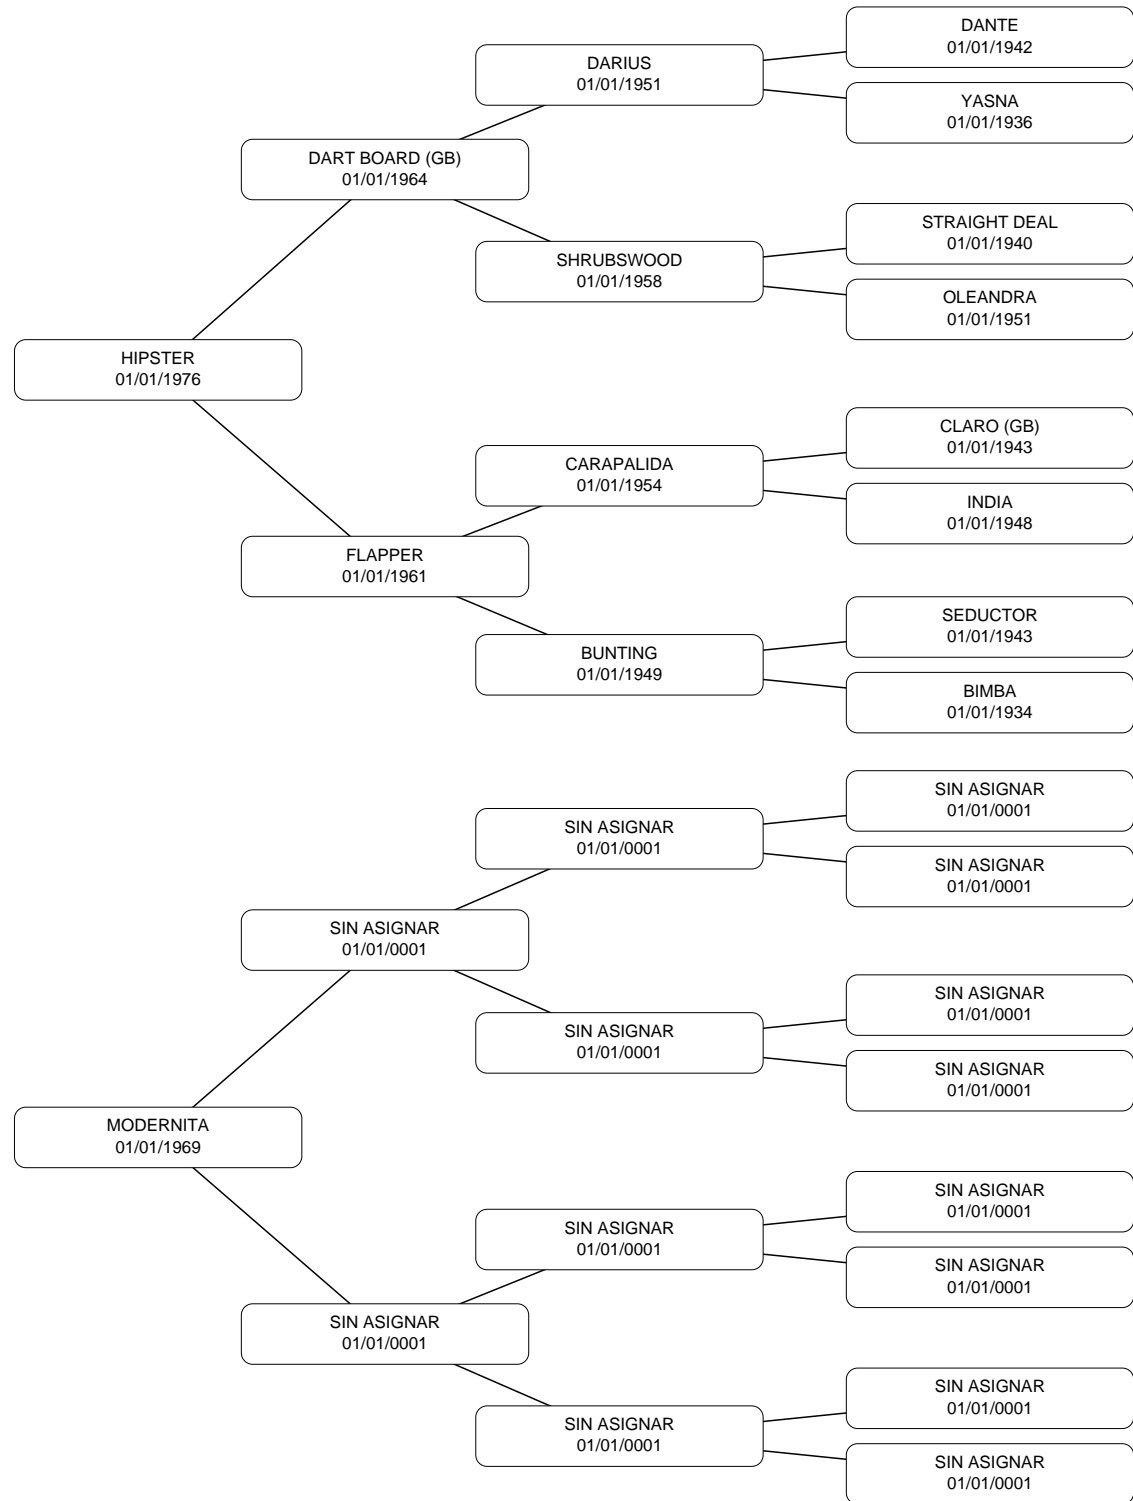 DANTE
01/01/1942
DARIUS
01/01/1951
YASNA
01/01/1936
DART BOARD (GB)
01/01/1964
STRAIGHT DEAL
01/01/1940
SHRUBSWOOD
01/01/1958
OLEANDRA
01/01/1951
HIPSTER
01/01/1976
CLARO (GB)
01/01/1943
CARAPALIDA
01/01/1954
INDIA
01/01/1948
FLAPPER
01/01/1961
SEDUCTOR
01/01/1943
BUNTING
01/01/1949
BIMBA
01/01/1934
SIN ASIGNAR
01/01/0001
SIN ASIGNAR
01/01/0001
SIN ASIGNAR
01/01/0001
SIN ASIGNAR
01/01/0001
SIN ASIGNAR
01/01/0001
SIN ASIGNAR
01/01/0001
SIN ASIGNAR
01/01/0001
MODERNITA
01/01/1969
SIN ASIGNAR
01/01/0001
SIN ASIGNAR
01/01/0001
SIN ASIGNAR
01/01/0001
SIN ASIGNAR
01/01/0001
SIN ASIGNAR
01/01/0001
SIN ASIGNAR
01/01/0001
SIN ASIGNAR
01/01/0001